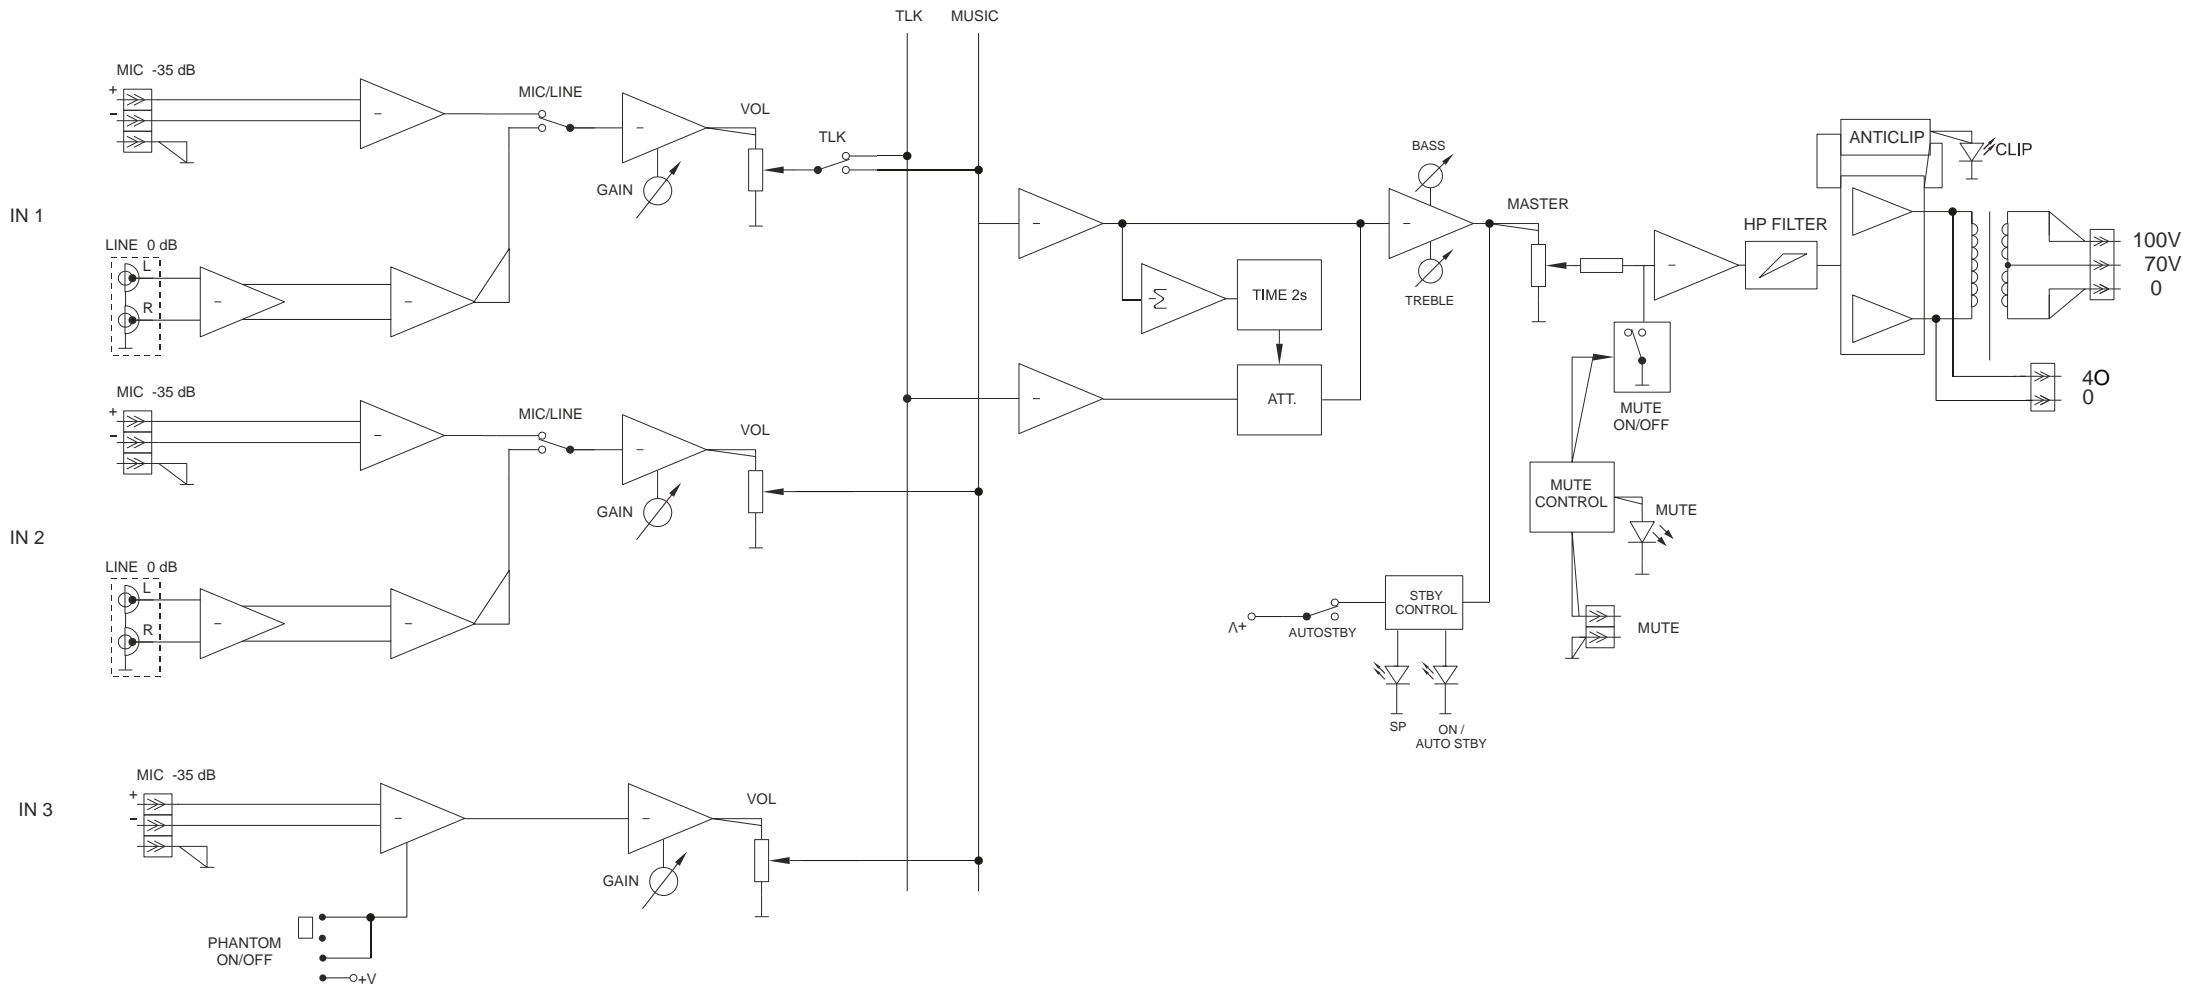 TLK MUSIC
MIC -35 dB
+
-
MIC/LINE
VOL
TLK
GAIN
IN 1
LINE 0 dB
L
R
BASS
TREBLE
MASTER
HP FILTER
ANTICLIP
CLIP
100V
70V
0
4O
0
Σ
TIME 2s
ATT.
MUTE
ON/OFF
MUTE
CONTROL
MUTE
MUTE
MIC -35 dB
+
-
MIC/LINE
VOL
GAIN
IN 2
LINE 0 dB
L
R
STBY
CONTROL
Λ+
AUTOSTBY
SP
ON /
AUTO STBY
MIC -35 dB
+
-
IN 3
VOL
GAIN
PHANTOM
ON/OFF
+V